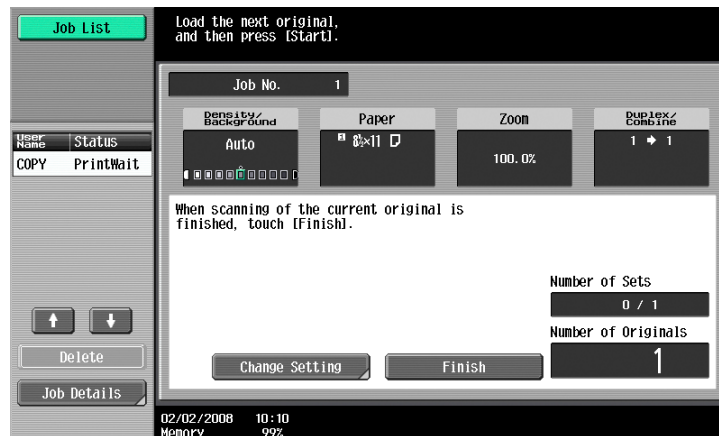 Job List
Load the next original,
and then press [Start].
Job No. 1
Density/
Background
Paper
Zoom
Duplex/
Combine
User
Name
Status
Auto
8½×11
100.0%
1 → 1
COPY PrintWait
When scanning of the current original is
finished, touch [Finish].
Number of Sets
0 / 1
Number of Originals
1
Delete
Change Setting
Finish
Job Details
02/02/2008 10:10
Memory 99%